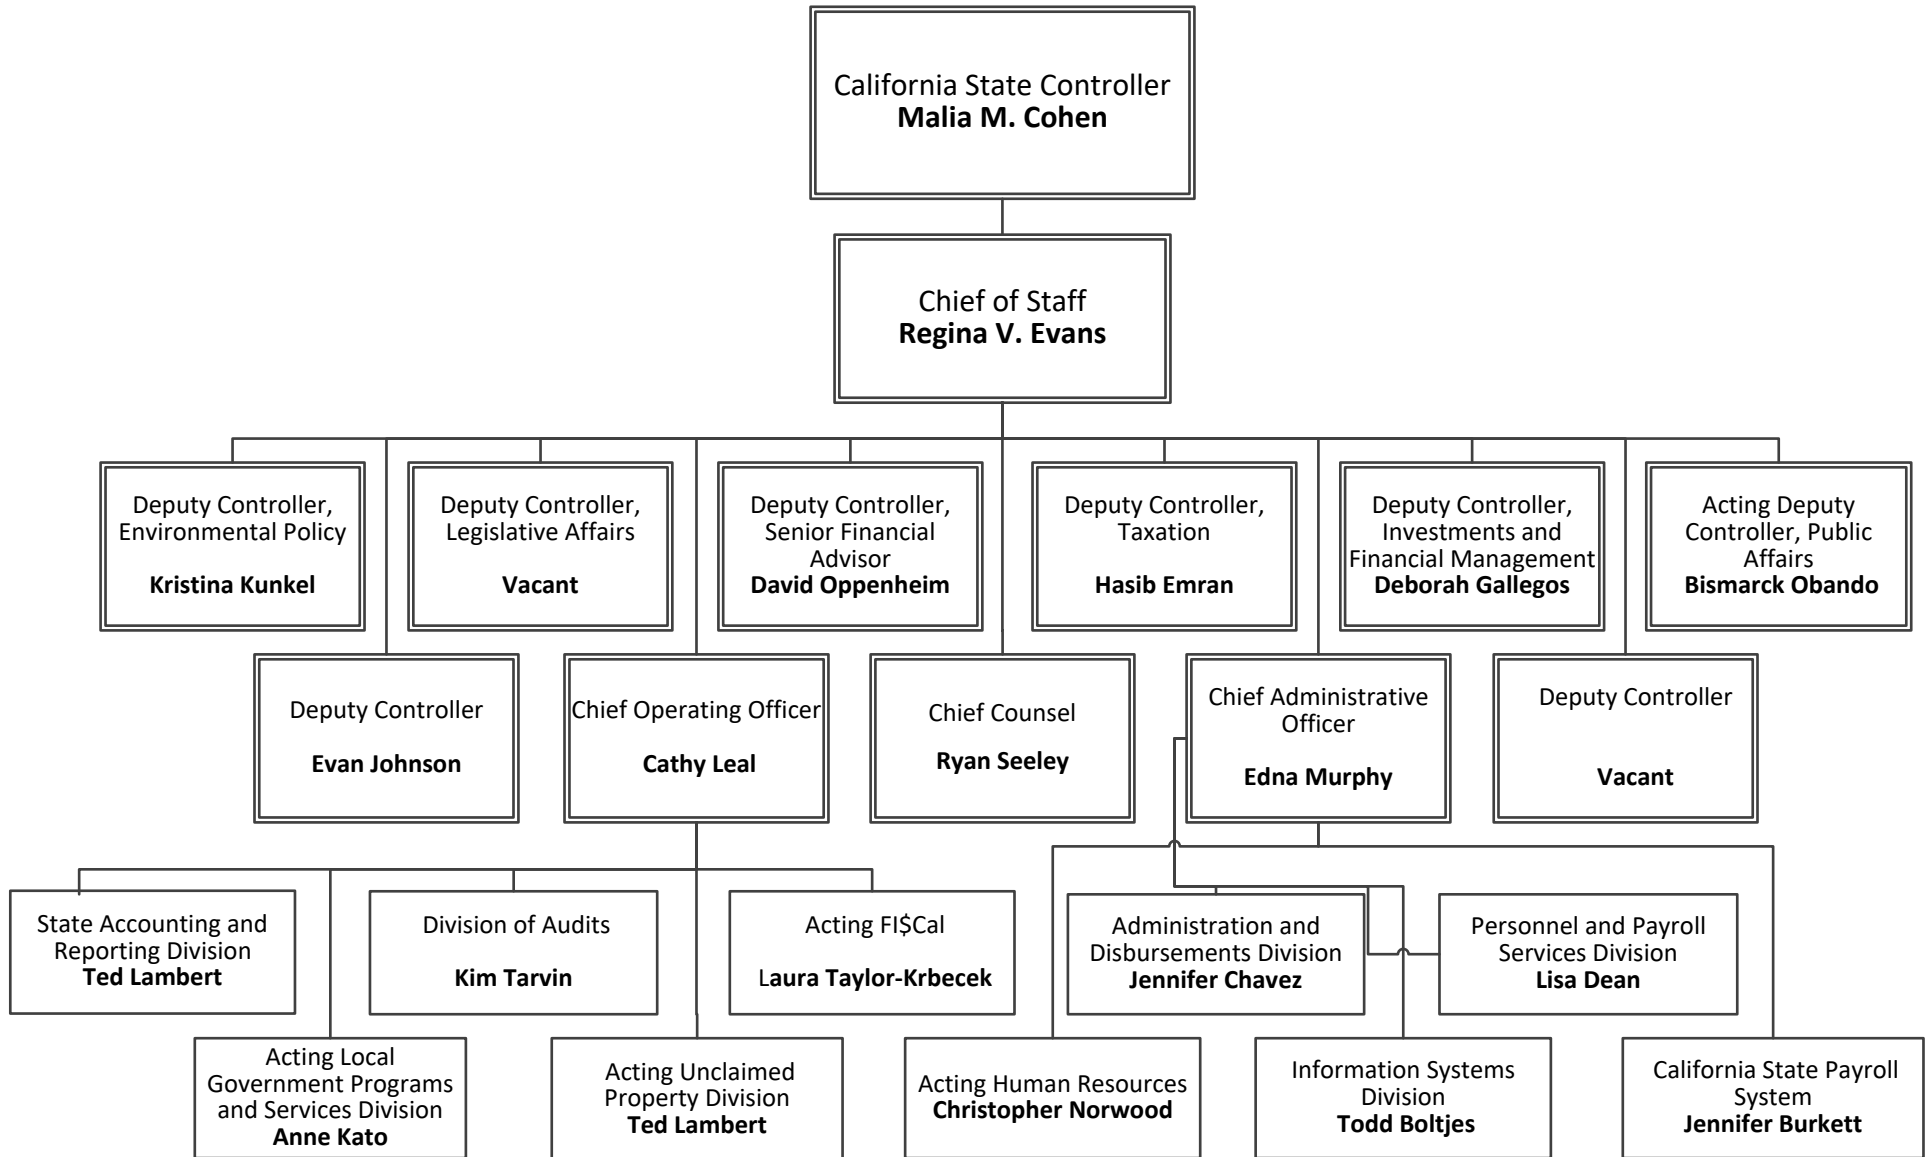 California State Controller
Malia M. Cohen
Chief of Staff
Regina V. Evans
Deputy Controller,
Environmental Policy
Kristina Kunkel
Deputy Controller,
Legislative Affairs
Vacant
Deputy Controller,
Senior Financial
Advisor
David Oppenheim
Deputy Controller,
Taxation
Hasib Emran
Deputy Controller,
Investments and
Financial Management
Deborah Gallegos
Acting Deputy
Controller, Public
Affairs
Bismarck Obando
Deputy Controller
Evan Johnson
Chief Operating Officer
Cathy Leal
Chief Counsel
Ryan Seeley
Chief Administrative
Officer
Edna Murphy
Deputy Controller
Vacant
State Accounting and
Reporting Division
Ted Lambert
Division of Audits
Kim Tarvin
Acting FI$Cal
Laura Taylor-Krbecek
Administration and
Disbursements Division
Jennifer Chavez
Personnel and Payroll
Services Division
Lisa Dean
Acting Local
Government Programs
and Services Division
Anne Kato
Acting Unclaimed
Property Division
Ted Lambert
Acting Human Resources
Christopher Norwood
Information Systems
Division
Todd Boltjes
California State Payroll
System
Jennifer Burkett